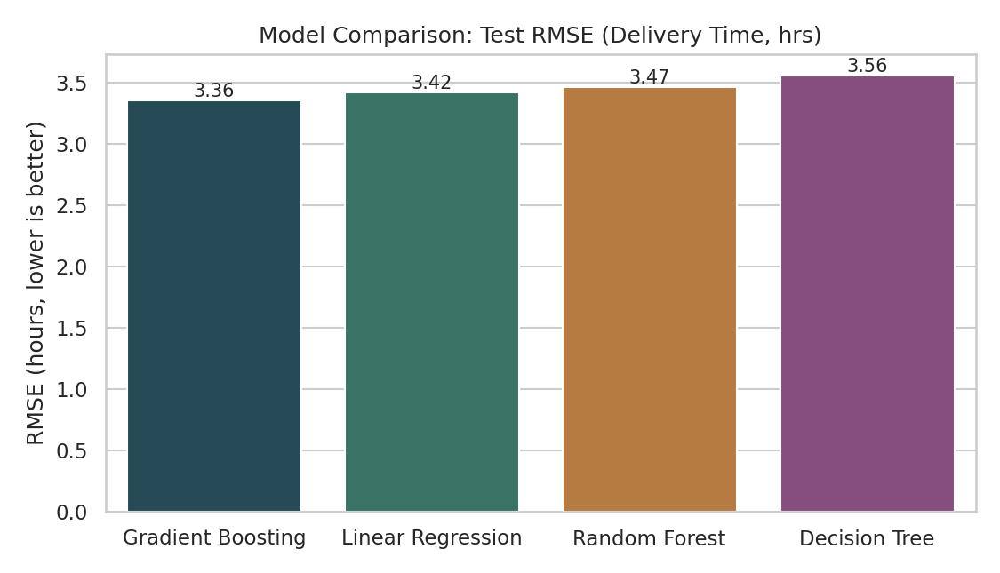 Model Comparison: Test RMSE (Delivery Time, hrs)
RMSE (hours, lower is better)
3.5
3.0
2.5
2.0
1.5
1.0
0.5
0.0
3.36
3.42
3.47
3.56
Gradient Boosting
Linear Regression
Random Forest
Decision Tree